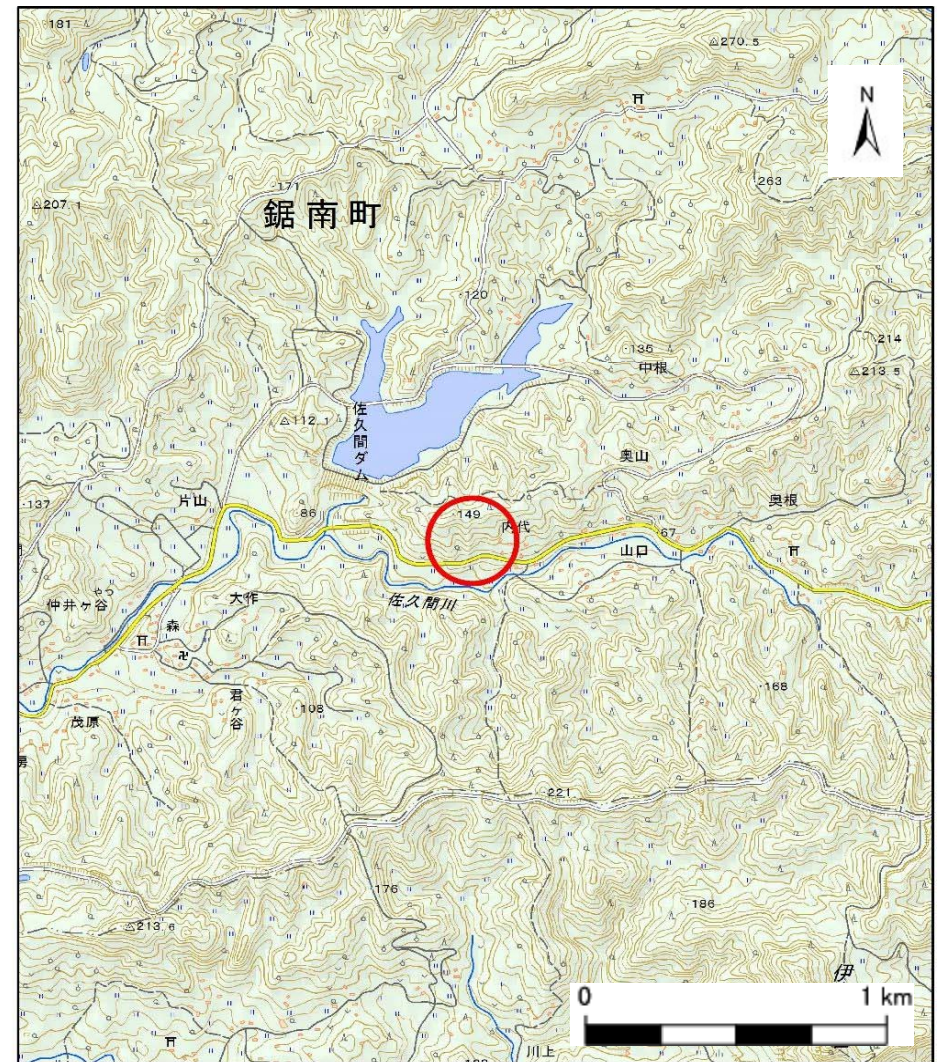 181
△270.5
N
171
263
△207.1
鋸南町
120
214
135
中根
△213.5
佐久間ダム
△112.1
奥山
片山
137
86
149
内代
奥根
67
山口
やつ
仲井ヶ谷
大作
佐久間川
森
君ヶ谷
168
108
茂原
221
176
186
△213.6
伊
0
1 km
川上